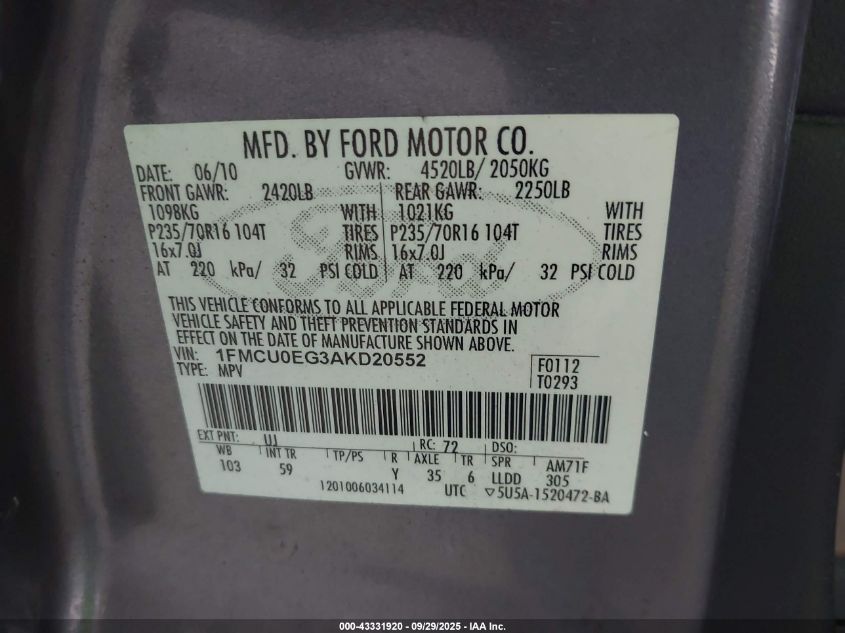 MFD. BY FORD MOTOR CO.
DATE: 06/10 GVWR: 4520LB/ 2050KG
FRONT GAWR: 2420LB REAR GAWR: 2250LB
1098KG WITH 1021KG WITH
P235/70R16 104T TIRES P235/70R16 104T TIRES
16x7.0J RIMS 16x7.0J RIMS
AT 220 kPa/ 32 PSI COLD AT 220 kPa/ 32 PSI COLD
THIS VEHICLE CONFORMS TO ALL APPLICABLE FEDERAL MOTOR
VEHICLE SAFETY AND THEFT PREVENTION STANDARDS IN
EFFECT ON THE DATE OF MANUFACTURE SHOWN ABOVE.
VIN: 1FMCU0EG3AKD20552
TYPE: MPV
F0112
T0293
EXT PNT: UJ RC: 72 DSO:
WB INT TR TP/PS R AXLE TR SPR AM71F
103 59 Y 35 6 LLDD 305
1201006034114 UTC ▽5U5A-1520472-BA
Ford
000-43331920 • 09/29/2025 • IAA Inc.